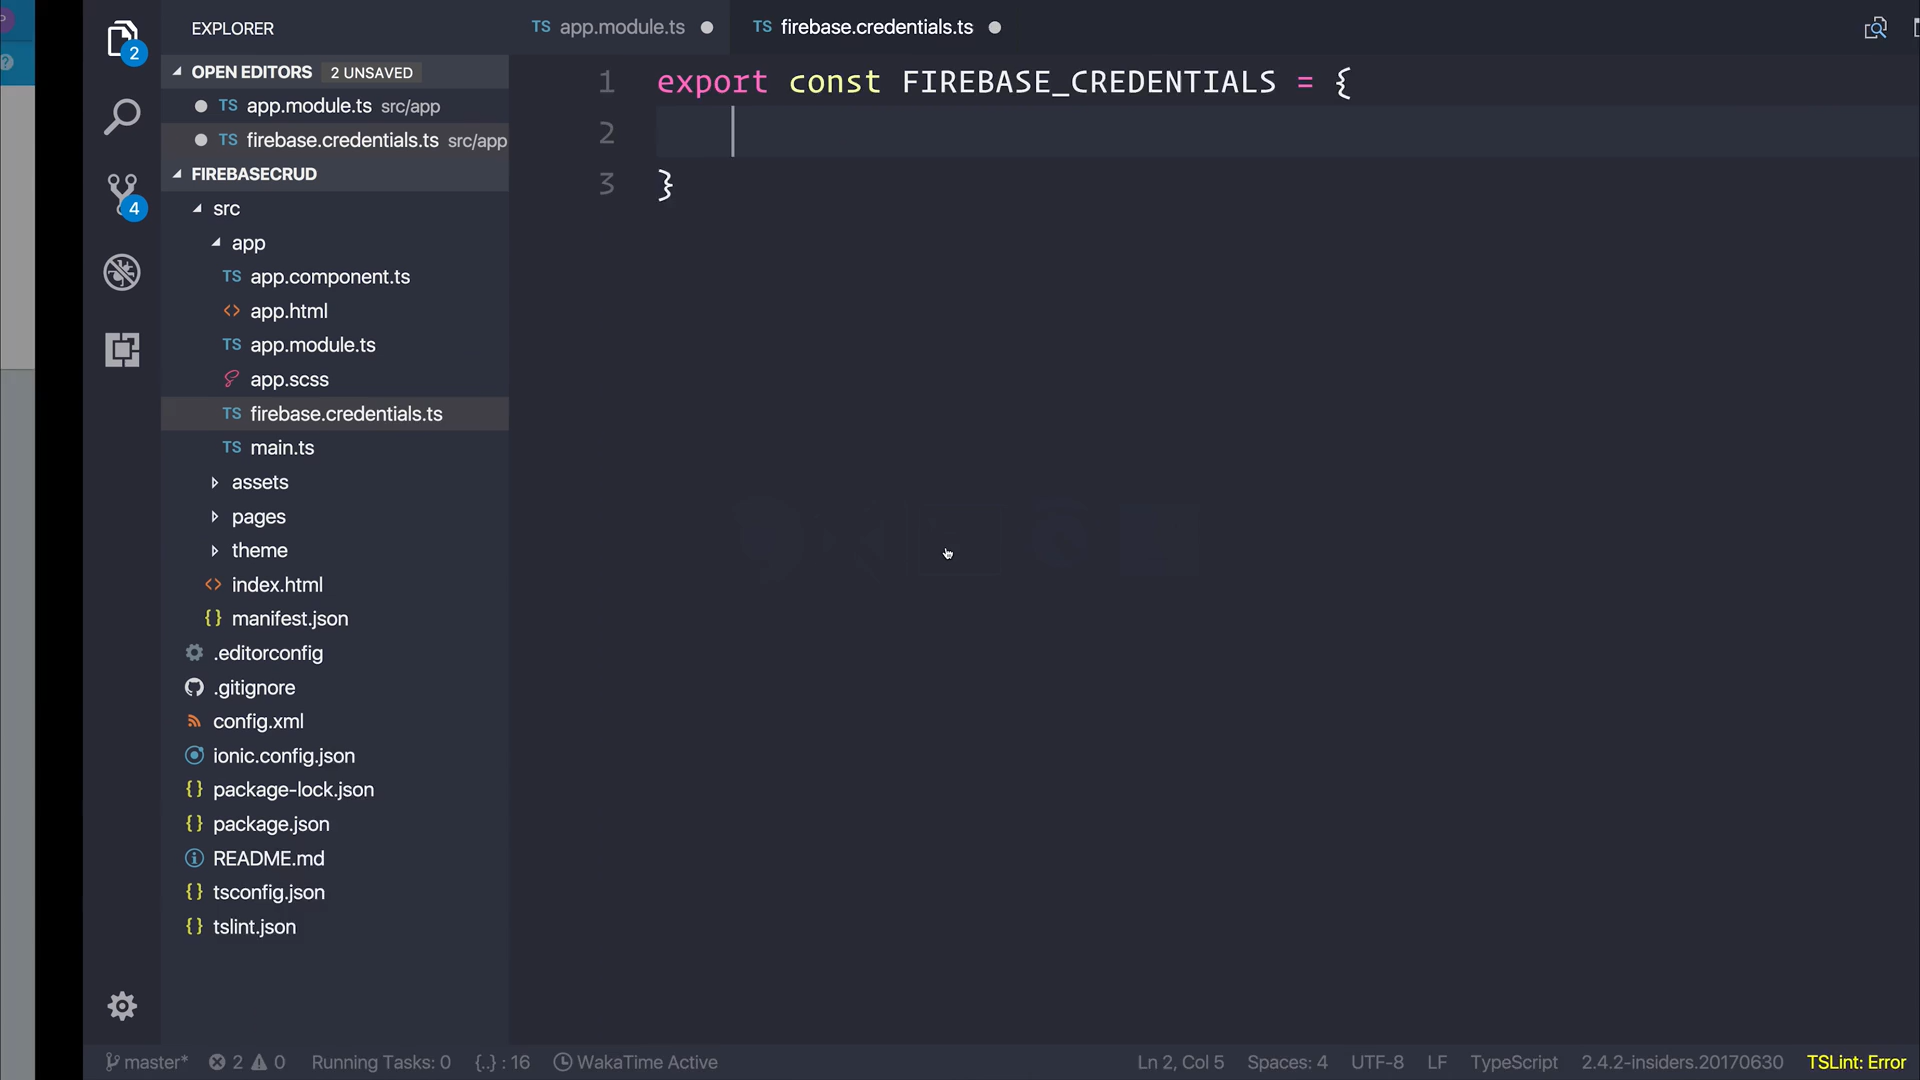 EXPLORER
OPEN EDITORS 2 UNSAVED
TS app.module.ts src/app
TS firebase.credentials.ts src/app
FIREBASECRUD
src
app
TS app.component.ts
<> app.html
TS app.module.ts
app.scss
TS firebase.credentials.ts
TS main.ts
assets
pages
theme
<> index.html
{} manifest.json
.editorconfig
.gitignore
config.xml
ionic.config.json
{} package-lock.json
{} package.json
README.md
{} tsconfig.json
{} tslint.json
2
4
TS app.module.ts
TS firebase.credentials.ts
1 export const FIREBASE_CREDENTIALS = {
2
3 }
master* 2 0 Running Tasks: 0 {..} : 16 WakaTime Active Ln 2, Col 5 Spaces: 4 UTF-8 LF TypeScript 2.4.2-insiders.20170630 TSLint: Error